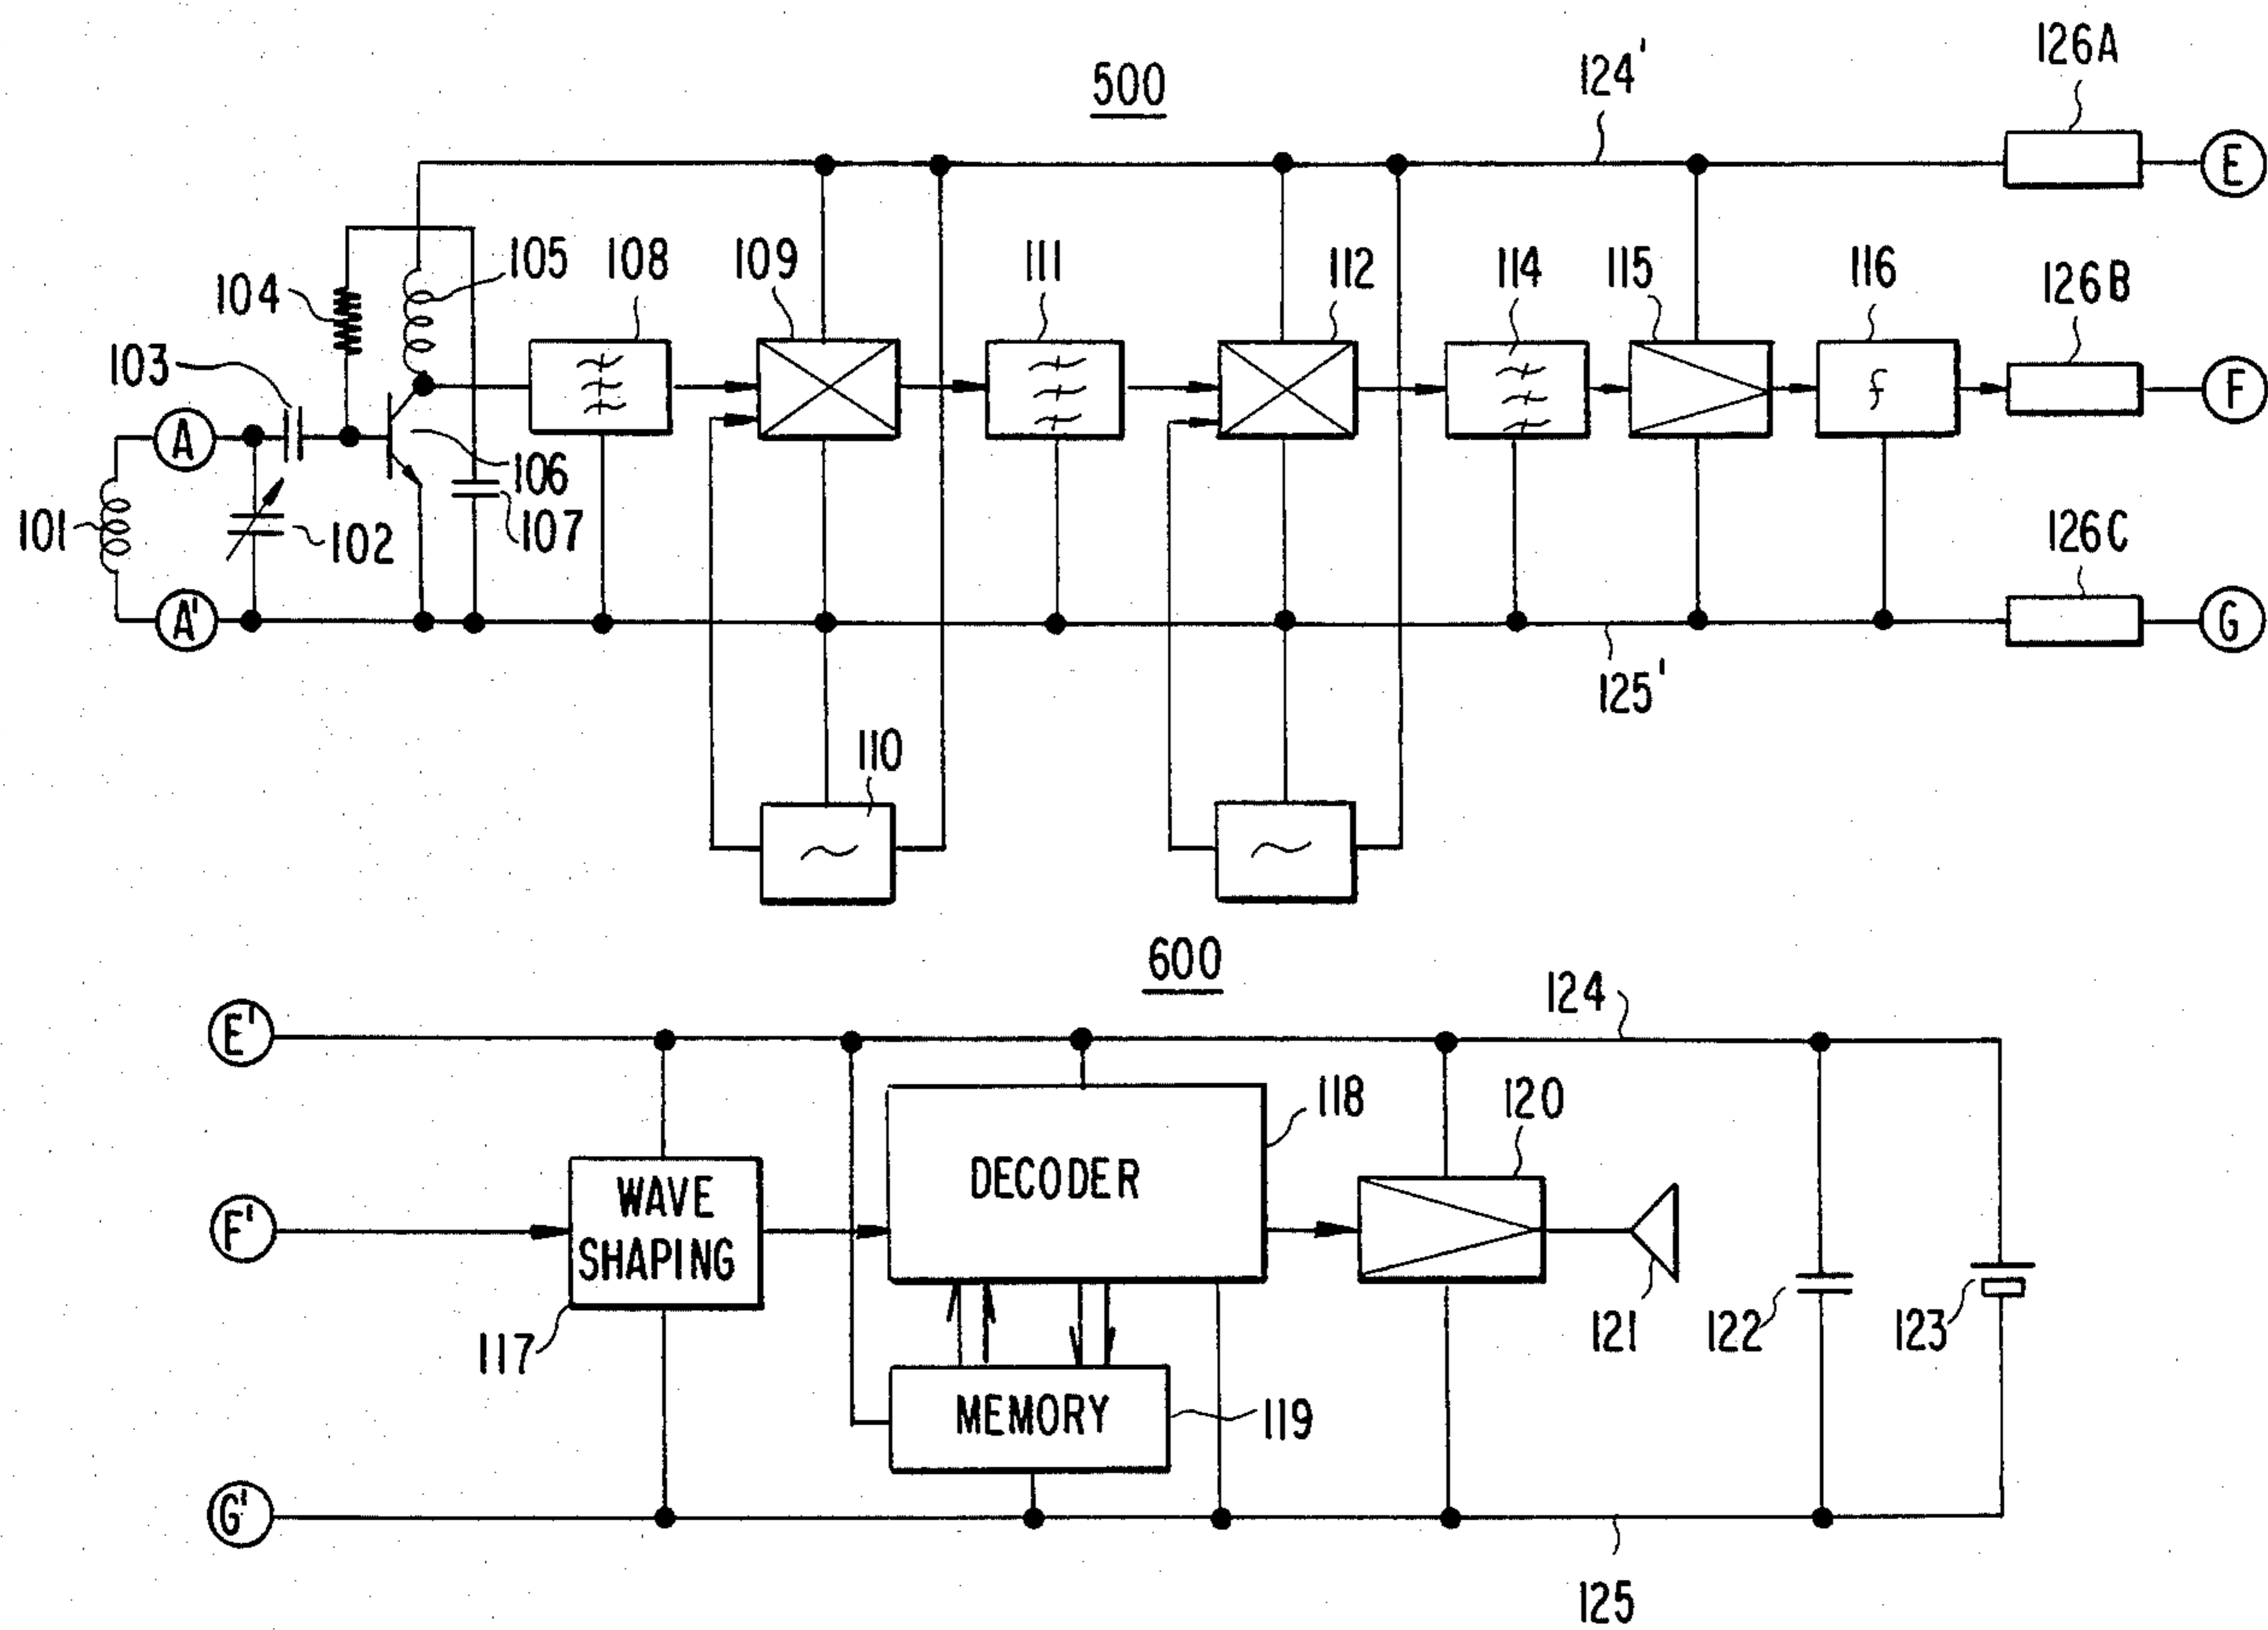 500
124'
126A
E
104
105
108
109
111
112
114
115
116
126B
103
f
F
A
106
101
102
107
126C
A'
G
125'
110
600
E'
124
118
120
DECODER
WAVE
SHAPING
F'
117
121
122
123
MEMORY
119
G'
125